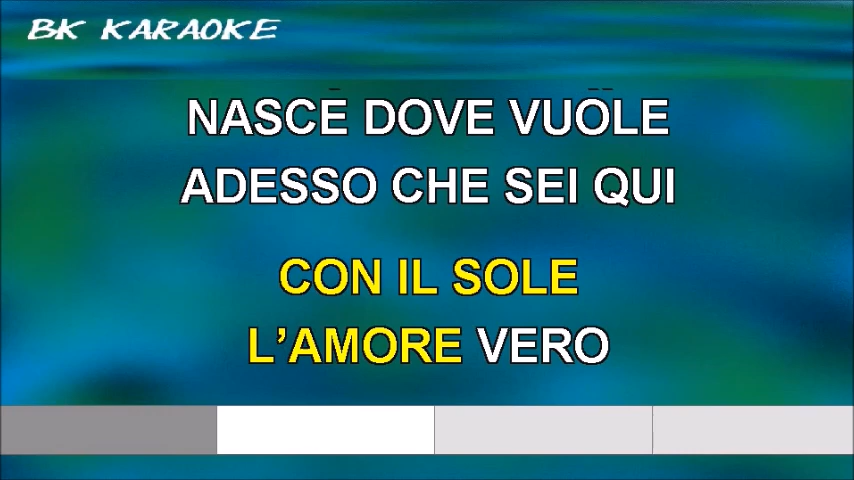 BK KARAOKE
NASCE DOVE VUOLE
ADESSO CHE SEI QUI
CON IL SOLE
L’AMORE VERO